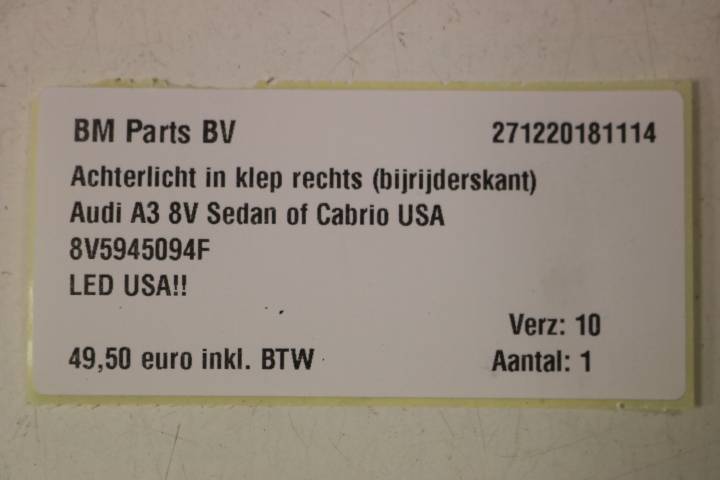 BM Parts BV 271220181114
Achterlicht in klep rechts (bijrijderskant)
Audi A3 8V Sedan of Cabrio USA
8V5945094F
LED USA!!
Verz: 10
49,50 euro inkl. BTW Aantal: 1